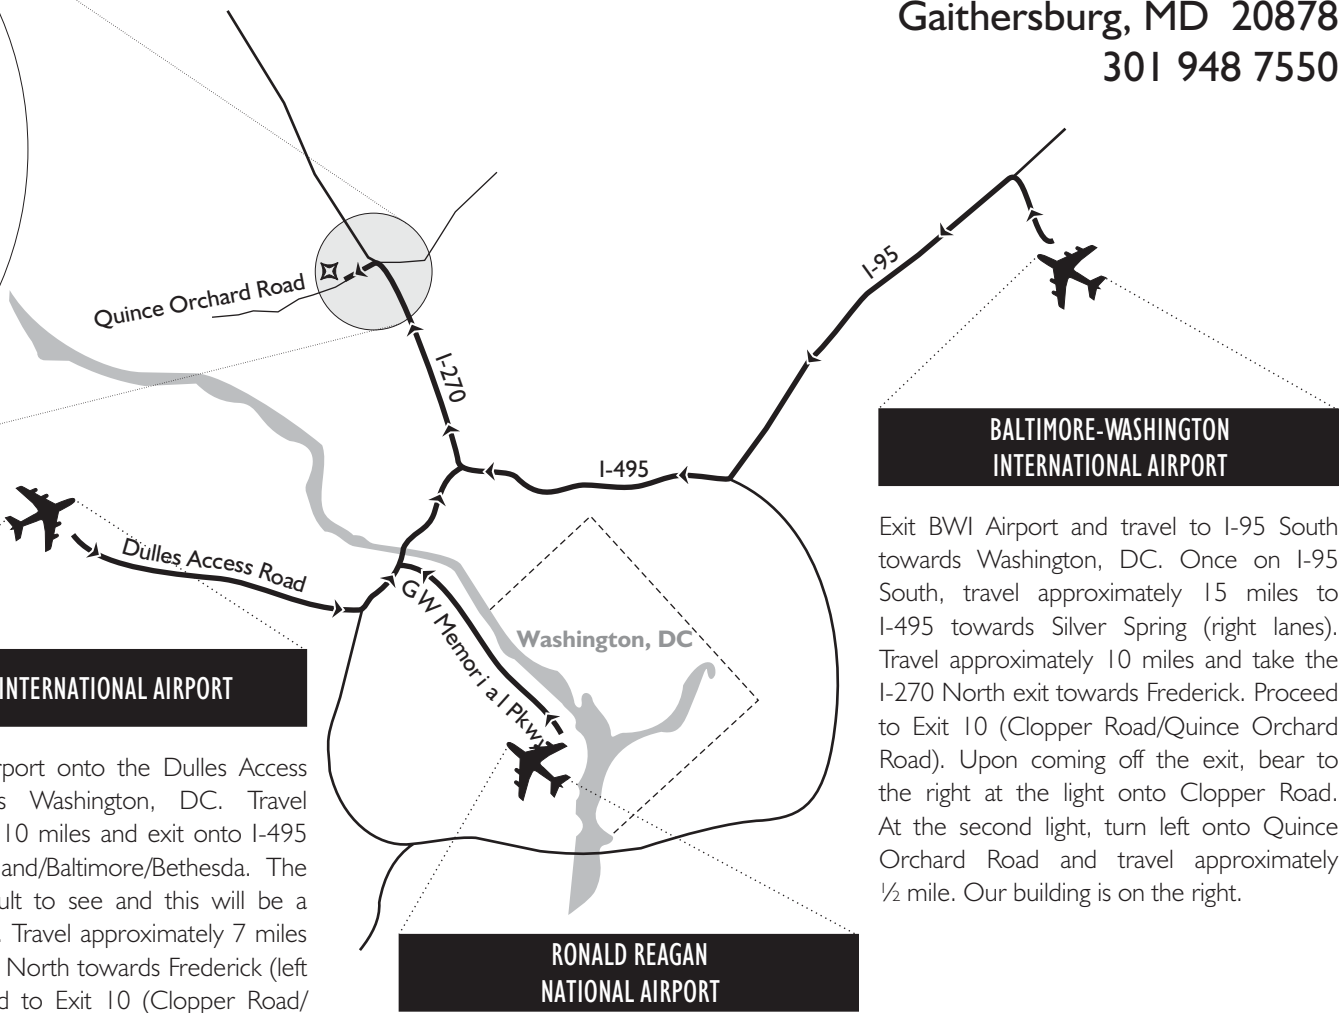 Gaithersburg, MD 20878
301 948 7550
I-95
Quince Orchard Road
I-270
I-495
Dulles Access Road
GW Memorial Pkwy
Washington, DC
BALTIMORE-WASHINGTON
INTERNATIONAL AIRPORT
Exit BWI Airport and travel to I-95 South
towards Washington, DC. Once on I-95
South, travel approximately 15 miles to
I-495 towards Silver Spring (right lanes).
Travel approximately 10 miles and take the
I-270 North exit towards Frederick. Proceed
to Exit 10 (Clopper Road/Quince Orchard
Road). Upon coming off the exit, bear to
the right at the light onto Clopper Road.
At the second light, turn left onto Quince
Orchard Road and travel approximately
½ mile. Our building is on the right.
INTERNATIONAL AIRPORT
onto the Dulles Access
Washington, DC. Travel
10 miles and exit onto I-495
/Baltimore/Bethesda. The
to see and this will be a
Travel approximately 7 miles
North towards Frederick (left
to Exit 10 (Clopper Road/
RONALD REAGAN
NATIONAL AIRPORT